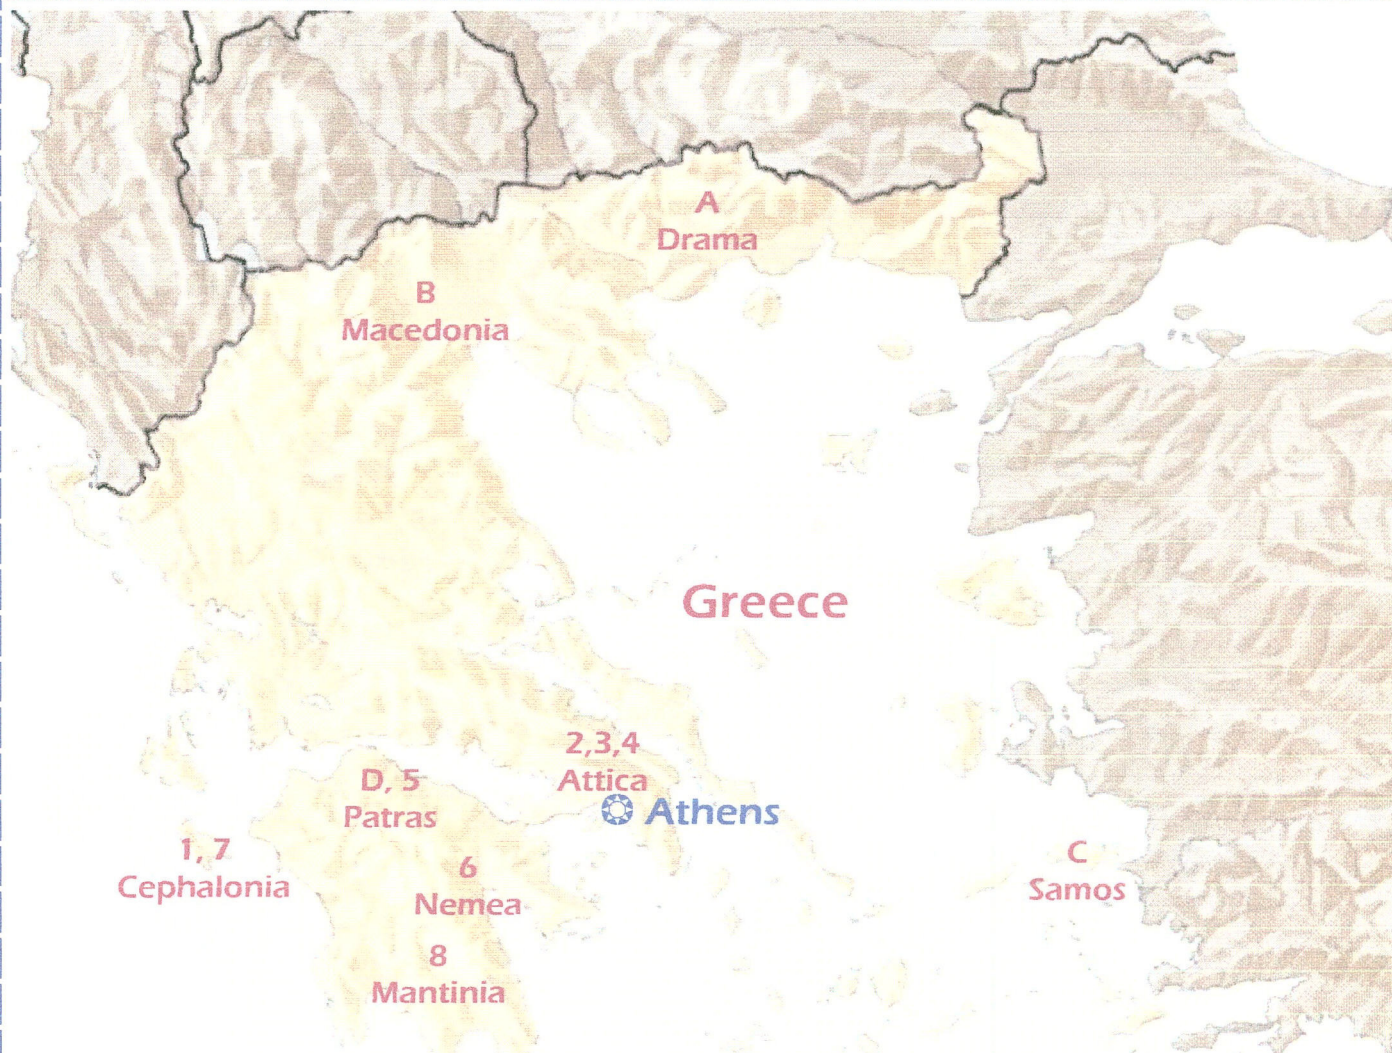 A
Drama
B
Macedonia
Greece
2,3,4
Attica
Athens
D, 5
Patras
1, 7
Cephalonia
6
Nemea
C
Samos
8
Mantinia